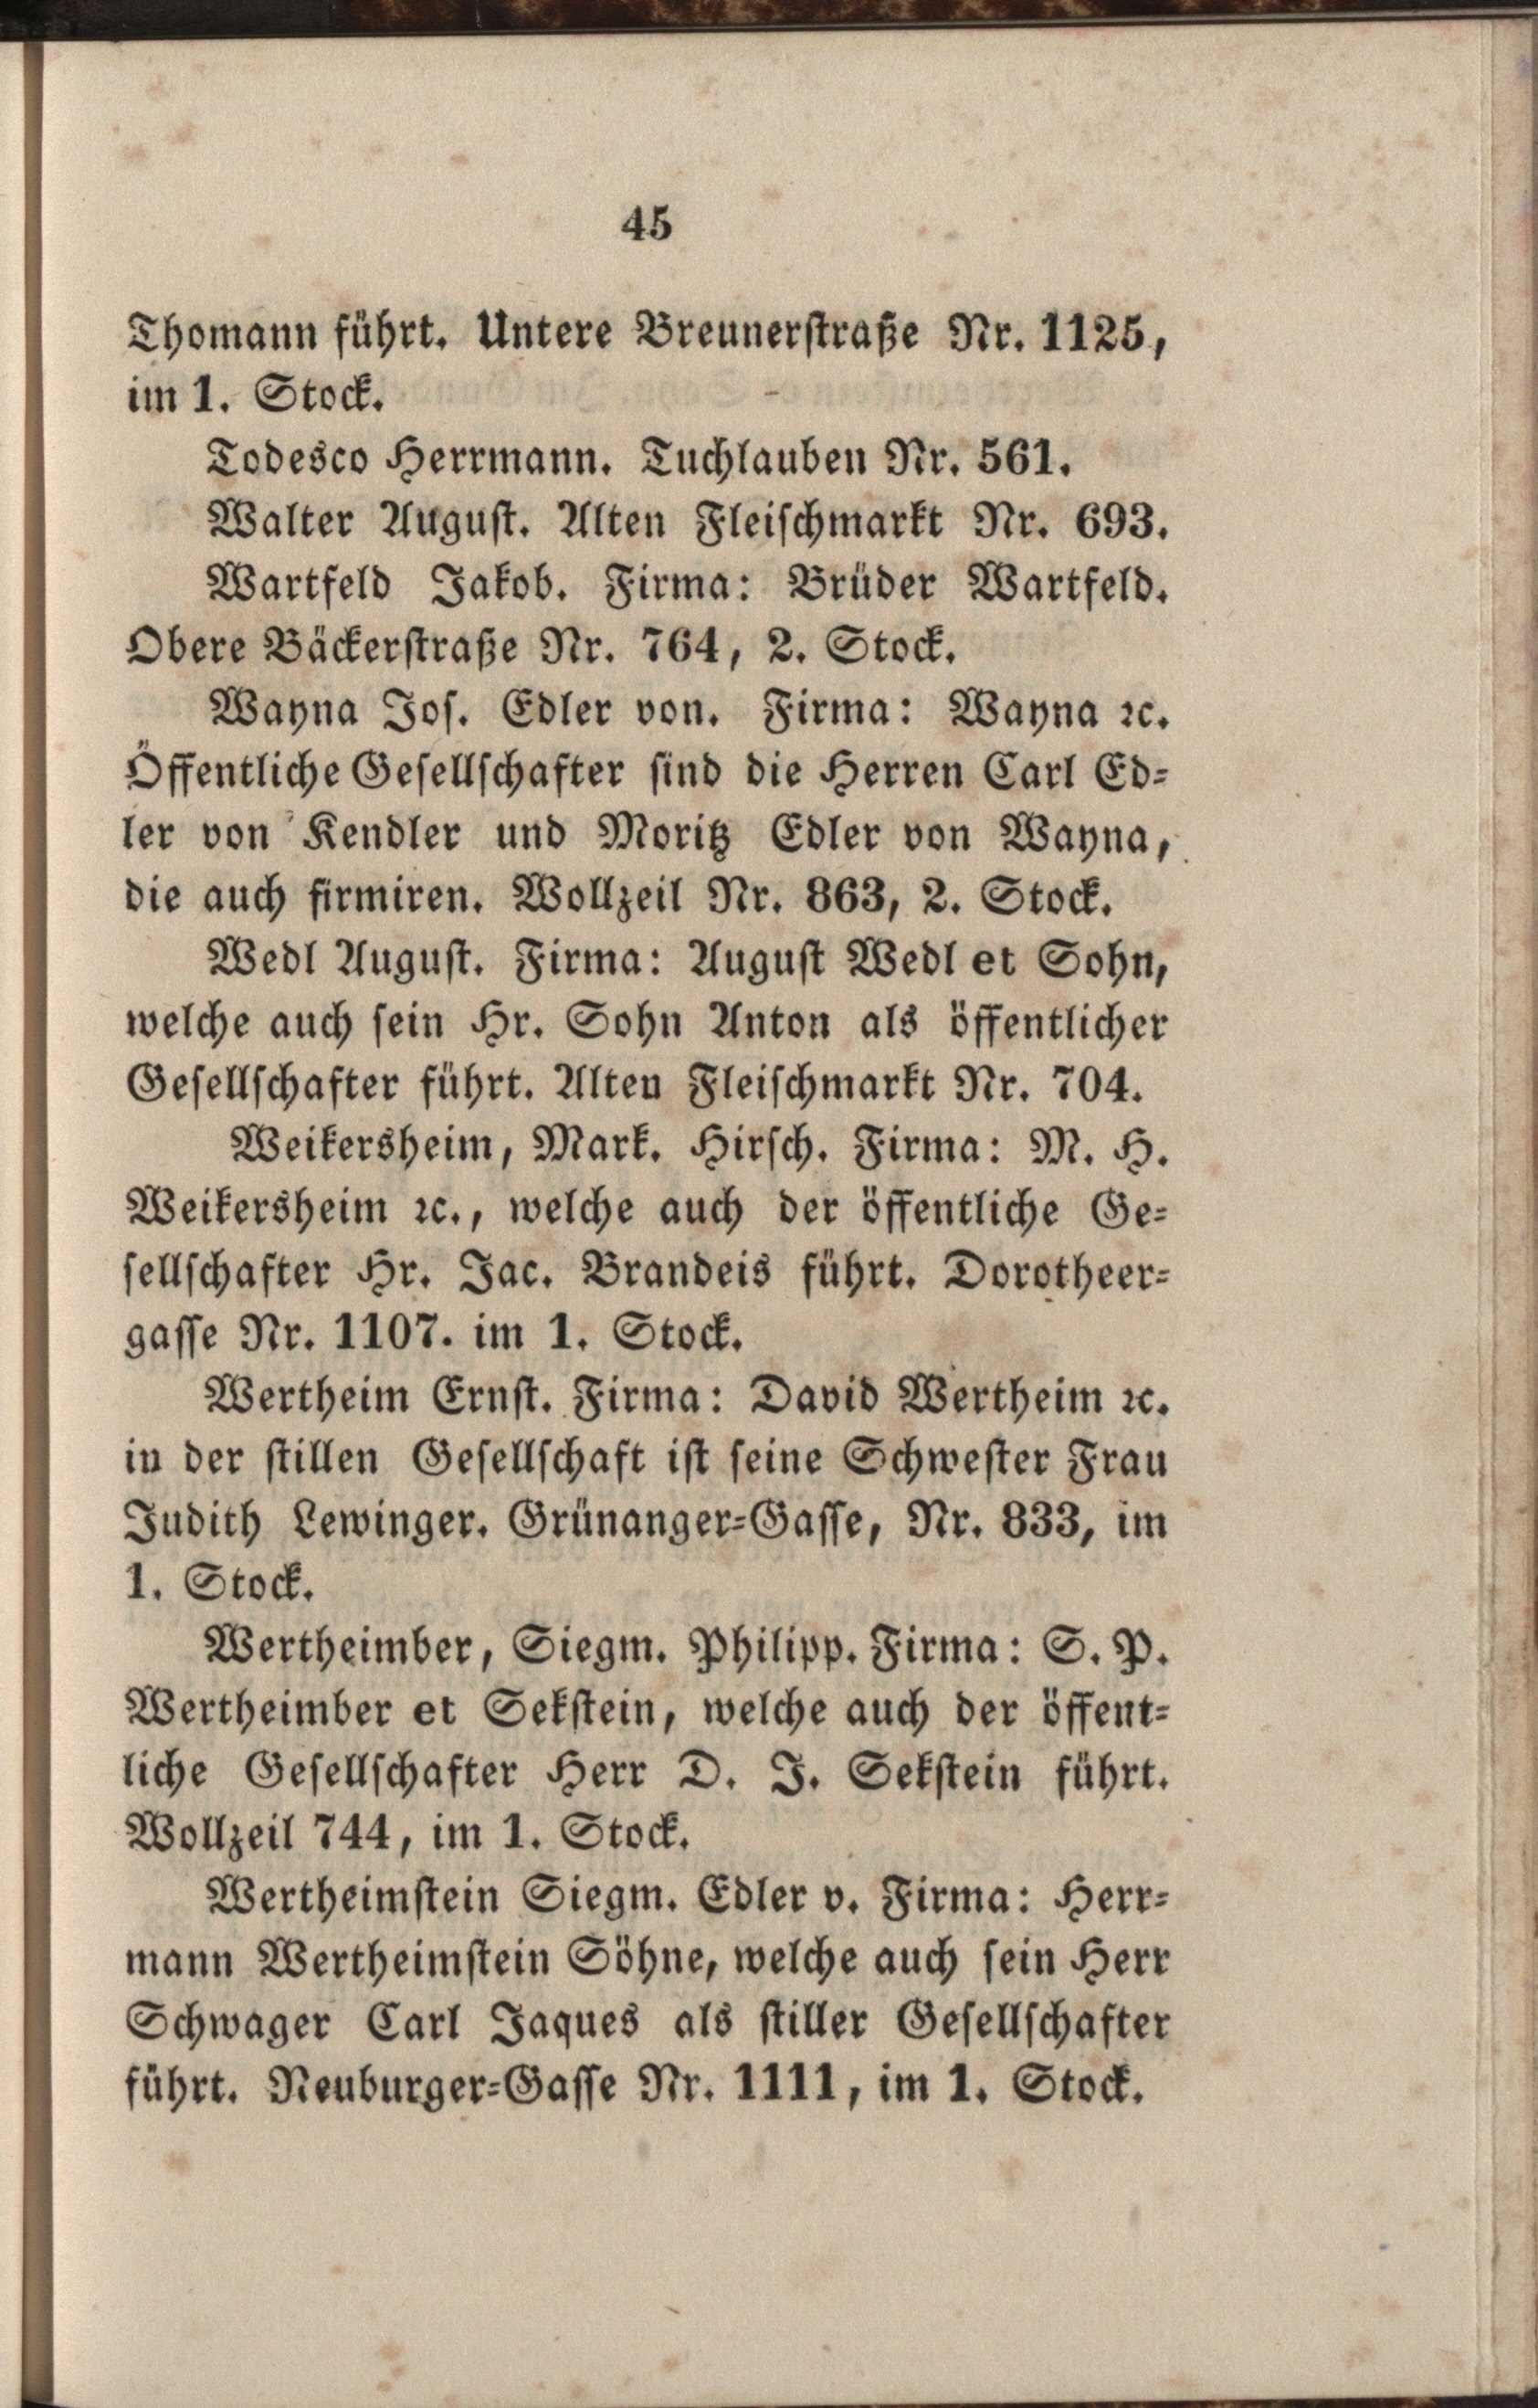 45
Thomann führt. Untere Breunerstraße Nr. 1125,
im 1. Stock.
Todesco Herrmann. Tuchlauben Nr. 561.
Walter August. Alten Fleischmarkt Nr. 693.
Wartfeld Jakob. Firma: Brüder Wartfeld.
Obere Bäckerstraße Nr. 764, 2. Stock.
Wayna Jos. Edler von. Firma: Wayna ꝛc.
Öffentliche Gesellschafter sind die Herren Carl Ed-
ler von Kendler und Moritz Edler von Wayna,
die auch firmiren. Wollzeil Nr. 863, 2. Stock.
Wedl August. Firma: August Wedl et Sohn,
welche auch sein Hr. Sohn Anton als öffentlicher
Gesellschafter führt. Alten Fleischmarkt Nr. 704.
Weikersheim, Mark. Hirsch. Firma: M. H.
Weikersheim ꝛc., welche auch der öffentliche Ge-
sellschafter Hr. Jac. Brandeis führt. Dorotheer-
gasse Nr. 1107. im 1. Stock.
Wertheim Ernst. Firma: David Wertheim ꝛc.
in der stillen Gesellschaft ist seine Schwester Frau
Judith Lewinger. Grünanger-Gasse, Nr. 833, im
1. Stock.
Wertheimber, Siegm. Philipp. Firma: S. P.
Wertheimber et Sekstein, welche auch der öffent-
liche Gesellschafter Herr D. J. Sekstein führt.
Wollzeil 744, im 1. Stock.
Wertheimstein Siegm. Edler v. Firma: Herr-
mann Wertheimstein Söhne, welche auch sein Herr
Schwager Carl Jaques als stiller Gesellschafter
führt. Neuburger-Gasse Nr. 1111, im 1. Stock.